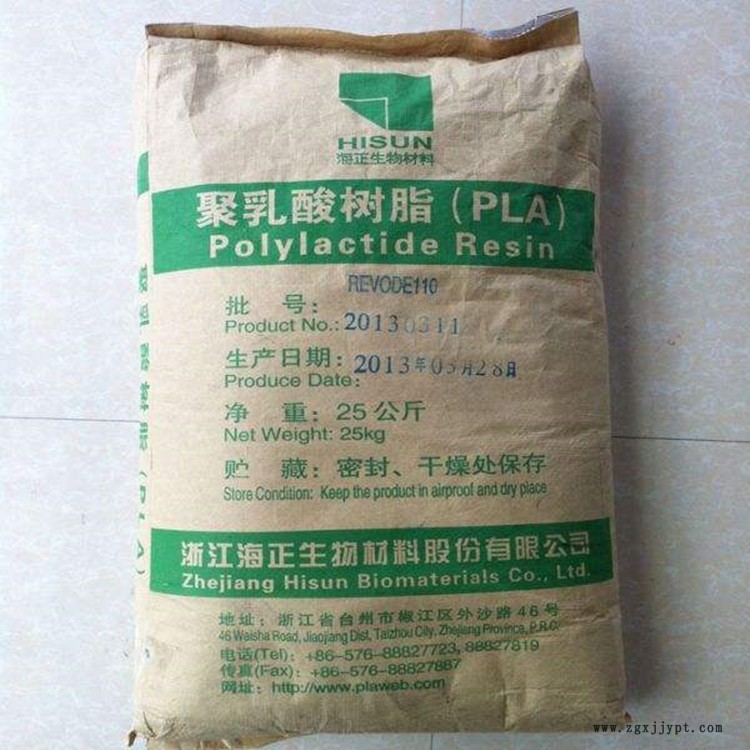 HISUN
海正生物材料
聚乳酸树脂（PLA）
Polylactide Resin
REVODE110
批 号：
Product No.: 20130311
生产日期：
Produce Date: 2013年03月28日
净 重：25公斤
Net Weight: 25kg
贮 藏：密封、干燥处保存
Store Condition: Keep the product in airproof and dry place
浙江海正生物材料股份有限公司
Zhejiang Hisun Biomaterials Co., Ltd.
地址：浙江省台州市椒江区外沙路46号
46 Waisha Road, Jiaojiang Dist, Taizhou City, Zhejiang Province, P.R.C.
电话(Tel): +86-576-88827723, 88827819
传真(Fax): +86-576-88827887
网址: http://www.plaweb.com
www.zgxjjypt.com